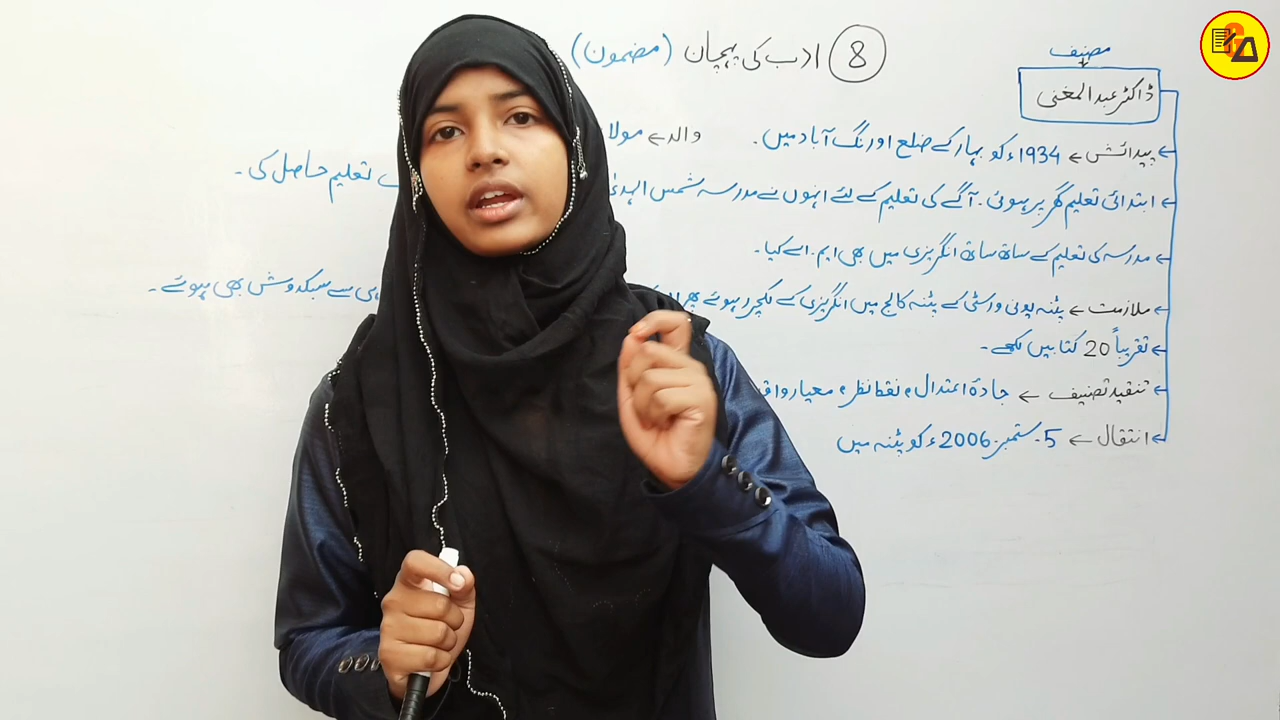 8 ادب کی پہچان (مضمون)
مصنف
ڈاکٹر عبد المغنی
پیدائش ← 1934ء کو بہار کے ضلع اورنگ آباد میں۔ والد ← مولا
ابتدائی تعلیم گھر پر ہوئی۔ آگے کی تعلیم کے لئے انہوں نے مدرسہ شمس الہدیٰ تعلیم حاصل کی۔
مدرسہ کی تعلیم کے ساتھ ساتھ انگریزی میں بھی ایم۔اے کیا۔
ملازمت ← پٹنہ یونی ورسٹی کے پٹنہ کالج میں انگریزی کے لکچرر ہوئے پھر سے سبکدوش بھی ہوئے۔
تقریباً 20 کتابیں لکھے۔
تنقید تصنیف ← جادۂ اعتدال، نقطۂ نظر، معیار و
انتقال ← 5۔ ستمبر۔2006ء کو پٹنہ میں